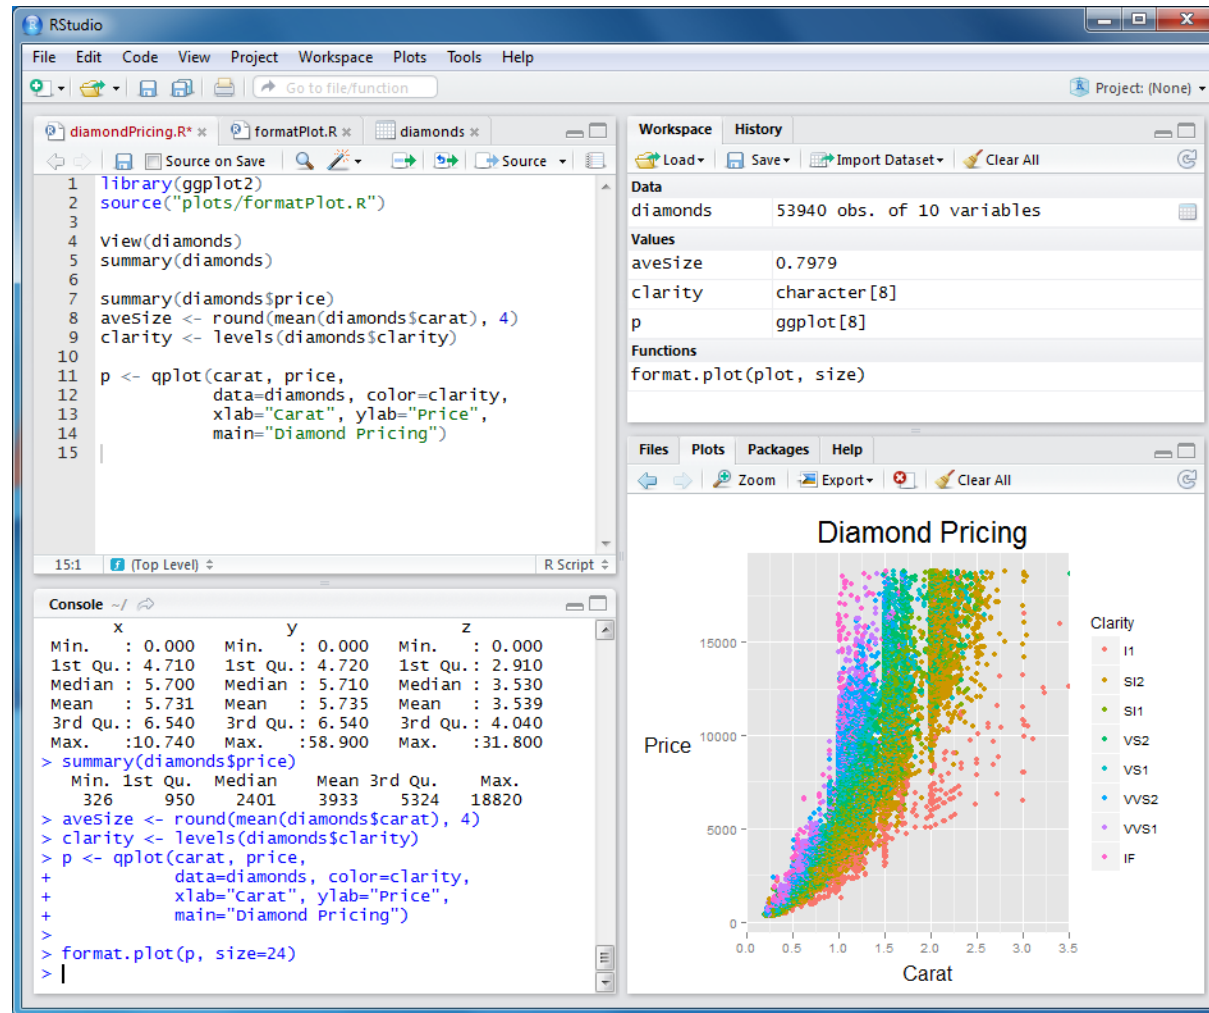 RStudio
File Edit Code View Project Workspace Plots Tools Help
Go to file/function
Project: (None)
diamondPricing.R* formatPlot.R diamonds
Source on Save Source
1 library(ggplot2)
2 source("plots/formatPlot.R")
3
4 View(diamonds)
5 summary(diamonds)
6
7 summary(diamonds$price)
8 aveSize <- round(mean(diamonds$carat), 4)
9 clarity <- levels(diamonds$clarity)
10
11 p <- qplot(carat, price,
12 data=diamonds, color=clarity,
13 xlab="Carat", ylab="Price",
14 main="Diamond Pricing")
15
15:1 (Top Level) R Script
Console ~/
x y z
Min. : 0.000 Min. : 0.000 Min. : 0.000
1st Qu.: 4.710 1st Qu.: 4.720 1st Qu.: 2.910
Median : 5.700 Median : 5.710 Median : 3.530
Mean : 5.731 Mean : 5.735 Mean : 3.539
3rd Qu.: 6.540 3rd Qu.: 6.540 3rd Qu.: 4.040
Max. :10.740 Max. :58.900 Max. :31.800
> summary(diamonds$price)
Min. 1st Qu. Median Mean 3rd Qu. Max.
326 950 2401 3933 5324 18820
> aveSize <- round(mean(diamonds$carat), 4)
> clarity <- levels(diamonds$clarity)
> p <- qplot(carat, price,
+ data=diamonds, color=clarity,
+ xlab="Carat", ylab="Price",
+ main="Diamond Pricing")
>
> format.plot(p, size=24)
>
Workspace History
Load Save Import Dataset Clear All
Data
diamonds 53940 obs. of 10 variables
Values
aveSize 0.7979
clarity character[8]
p ggplot[8]
Functions
format.plot(plot, size)
Files Plots Packages Help
Zoom Export Clear All
Diamond Pricing
Price
15000
10000
5000
0
0.0 0.5 1.0 1.5 2.0 2.5 3.0 3.5
Carat
Clarity
I1
SI2
SI1
VS2
VS1
VVS2
VVS1
IF